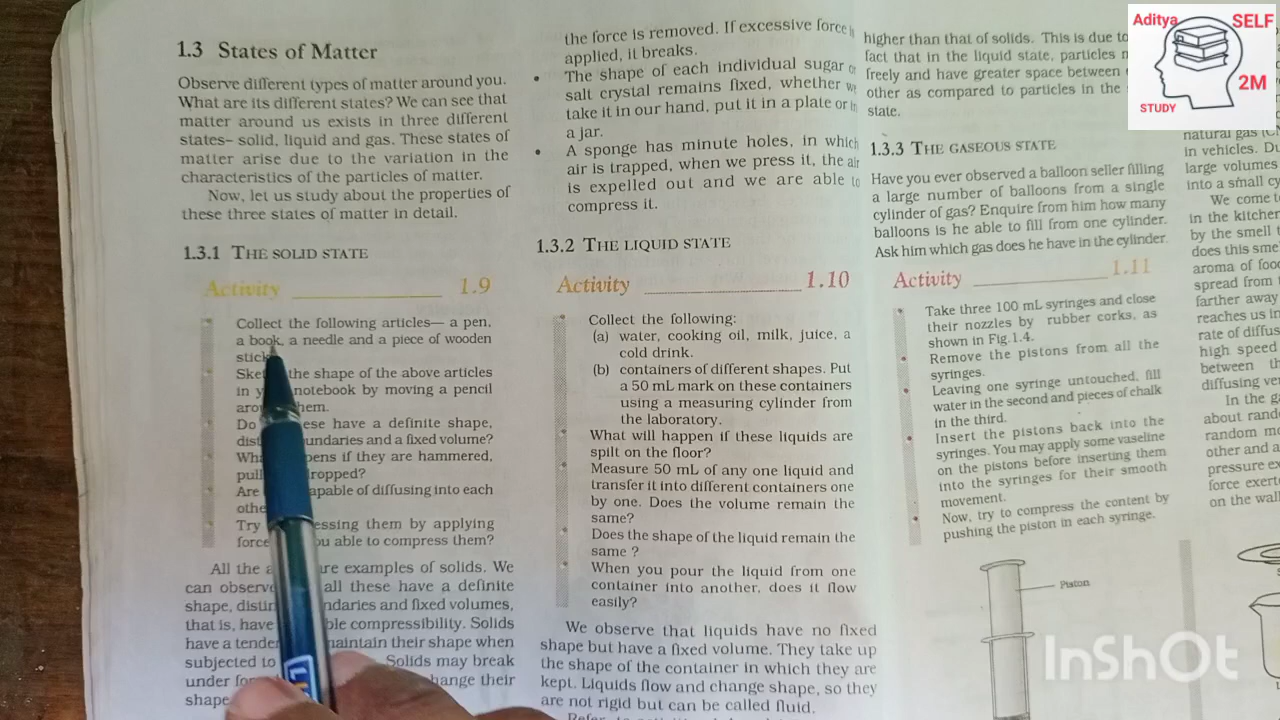 1.3 States of Matter
Observe different types of matter around you.
What are its different states? We can see that
matter around us exists in three different
states– solid, liquid and gas. These states of
matter arise due to the variation in the
characteristics of the particles of matter.
Now, let us study about the properties of
these three states of matter in detail.
1.3.1 THE SOLID STATE
Activity 1.9
Collect the following articles— a pen,
a book, a needle and a piece of wooden
stick
the shape of the above articles
in notebook by moving a pencil
them.
Do have a definite shape,
and a fixed volume?
if they are hammered,
dropped?
Are of diffusing into each
Try them by applying
force able to compress them?
All the are examples of solids. We
can observe all these have a definite
shape, and fixed volumes,
that is, have compressibility. Solids
have a maintain their shape when
subjected to Solids may break
under their
shape
the force is removed. If excessive force is
applied, it breaks.
• The shape of each individual sugar or
salt crystal remains fixed, whether we
take it in our hand, put it in a plate or in
a jar.
• A sponge has minute holes, in which
air is trapped, when we press it, the air
is expelled out and we are able to
compress it.
1.3.2 THE LIQUID STATE
Activity 1.10
• Collect the following:
(a) water, cooking oil, milk, juice, a
cold drink.
(b) containers of different shapes. Put
a 50 mL mark on these containers
using a measuring cylinder from
the laboratory.
• What will happen if these liquids are
spilt on the floor?
• Measure 50 mL of any one liquid and
transfer it into different containers one
by one. Does the volume remain the
same?
• Does the shape of the liquid remain the
same ?
• When you pour the liquid from one
container into another, does it flow
easily?
We observe that liquids have no fixed
shape but have a fixed volume. They take up
the shape of the container in which they are
kept. Liquids flow and change shape, so they
are not rigid but can be called fluid.
higher than that of solids. This is due to
fact that in the liquid state, particles
freely and have greater space between
other as compared to particles in the
state.
1.3.3 THE GASEOUS STATE
Have you ever observed a balloon seller filling
a large number of balloons from a single
cylinder of gas? Enquire from him how many
balloons is he able to fill from one cylinder.
Ask him which gas does he have in the cylinder.
Activity 1.11
• Take three 100 mL syringes and close
their nozzles by rubber corks, as
shown in Fig.1.4.
• Remove the pistons from all the
syringes.
• Leaving one syringe untouched, fill
water in the second and pieces of chalk
in the third.
• Insert the pistons back into the
syringes. You may apply some vaseline
on the pistons before inserting them
into the syringes for their smooth
movement.
• Now, try to compress the content by
pushing the piston in each syringe.
Piston
natural gas
in vehicles.
large volumes
into a small
We come
in the kitchen
by the smell
does this
aroma of
spread from
farther away
reaches us in
rate of
high speed
between
diffusing
In the
about
random
other and
pressure
force
on the
Aditya SELF
2M
STUDY
InShOt